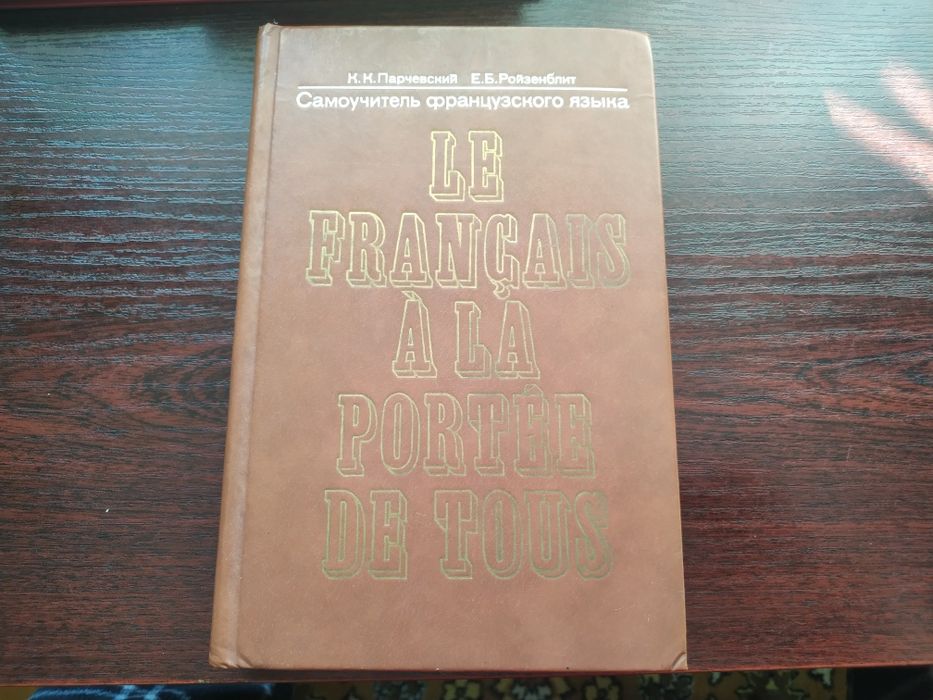 К.К.Парчевский Е.Б.Ройзенблит
Самоучитель французского языка
LE
FRANÇAIS
À LA
PORTÉE
DE TOUS